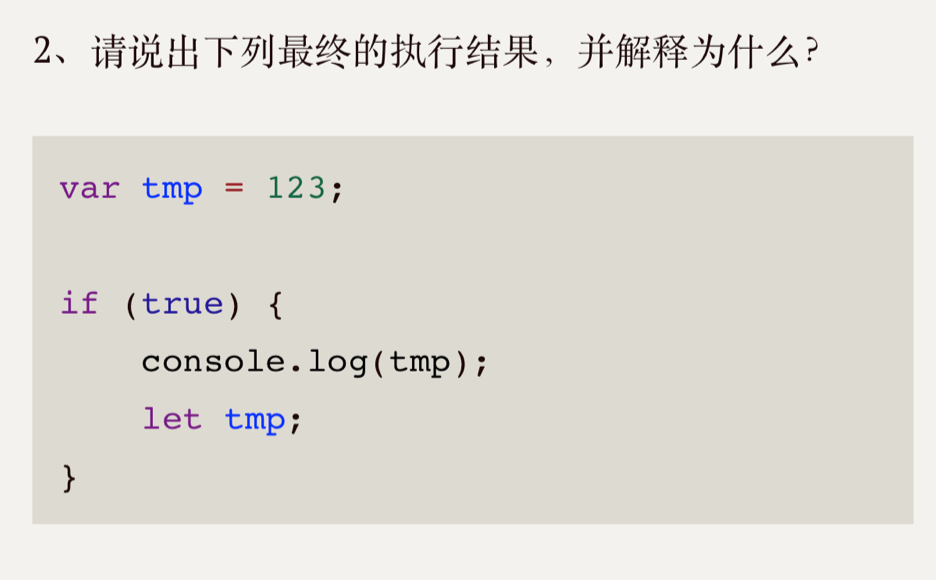 2、请说出下列最终的执行结果，并解释为什么?
var tmp = 123;
if (true) {
    console.log(tmp);
    let tmp;
}